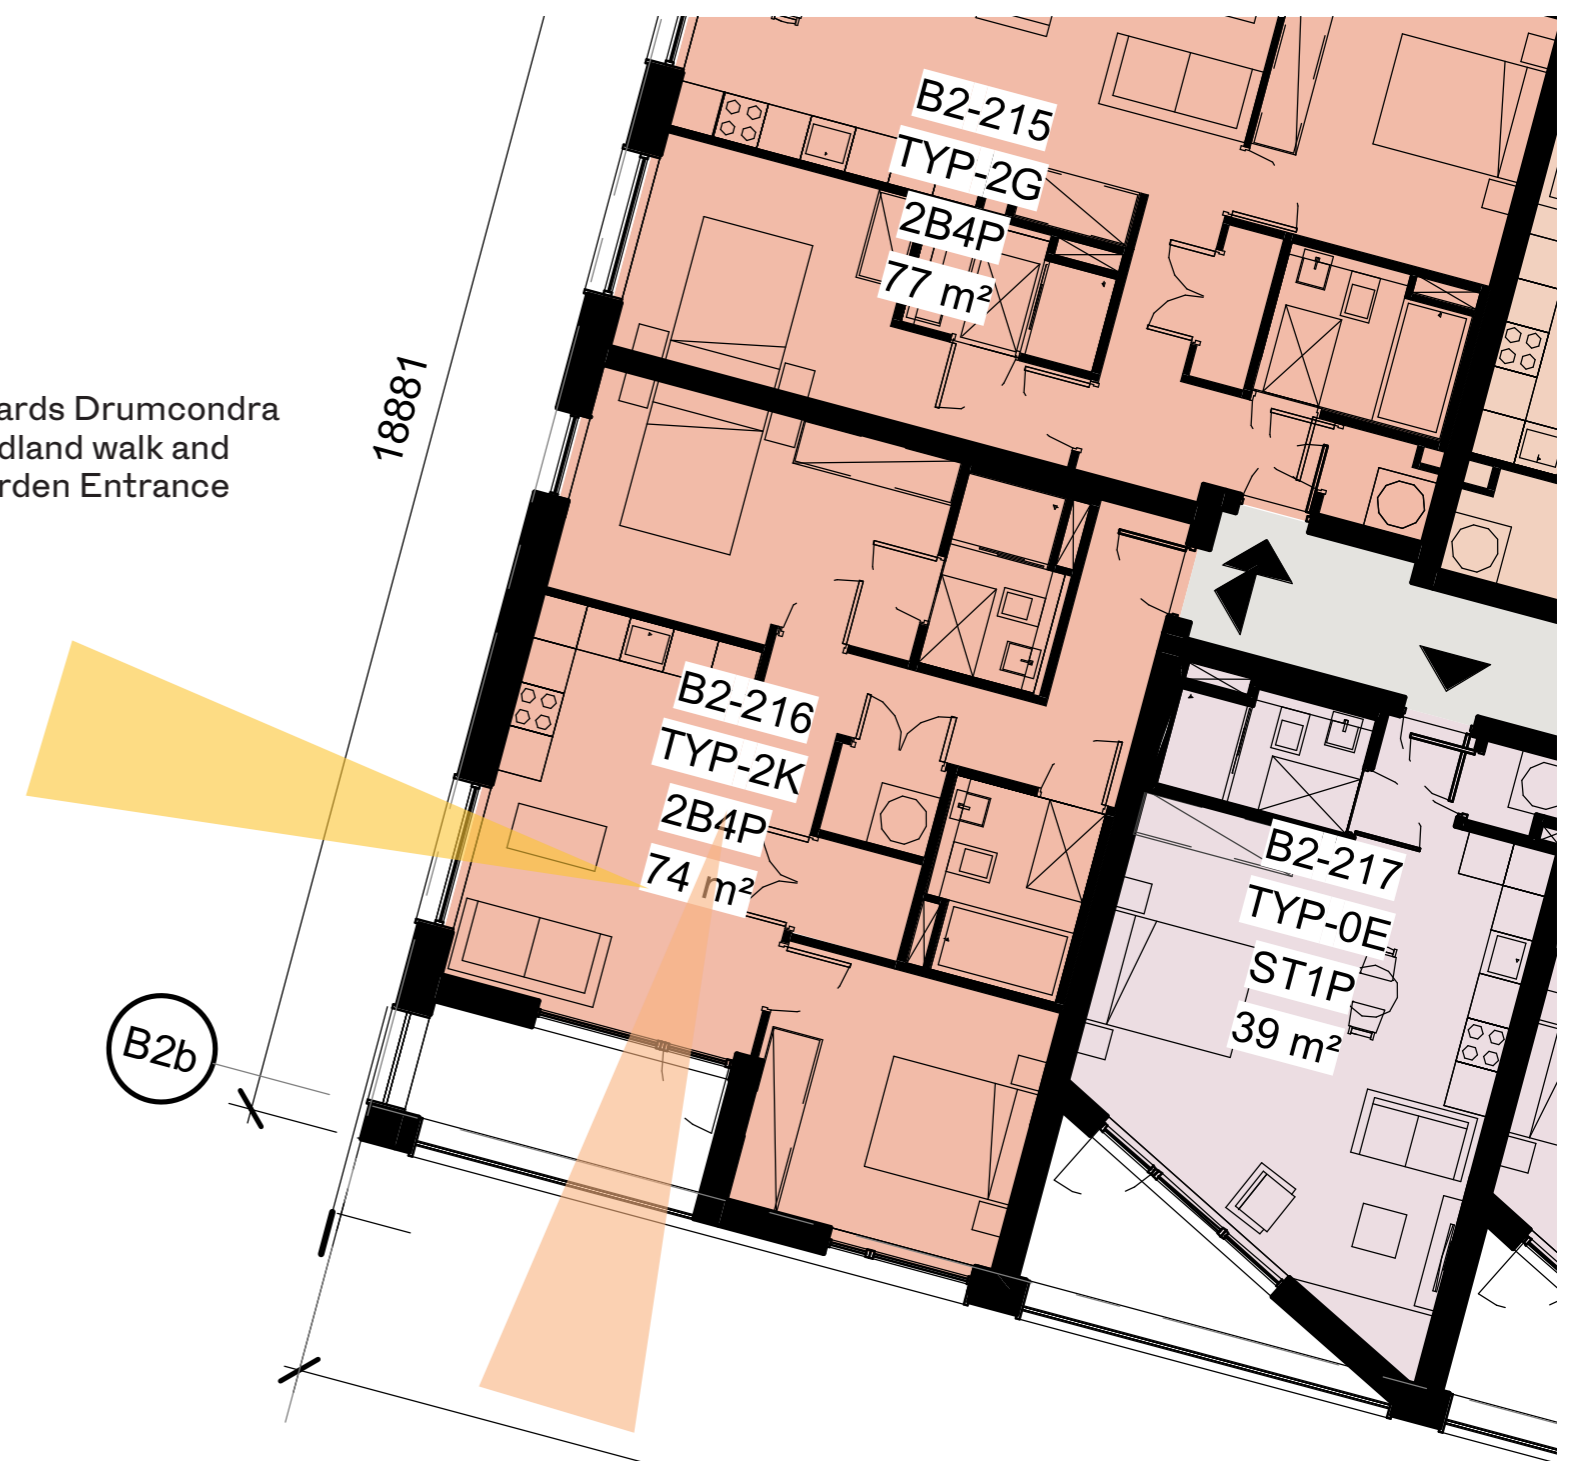 B2-215
TYP-2G
2B4P
77 m²
18881
ards Drumcondra
dland walk and
rden Entrance
B2-216
TYP-2K
2B4P
74 m²
B2-217
TYP-0E
ST1P
39 m²
B2b